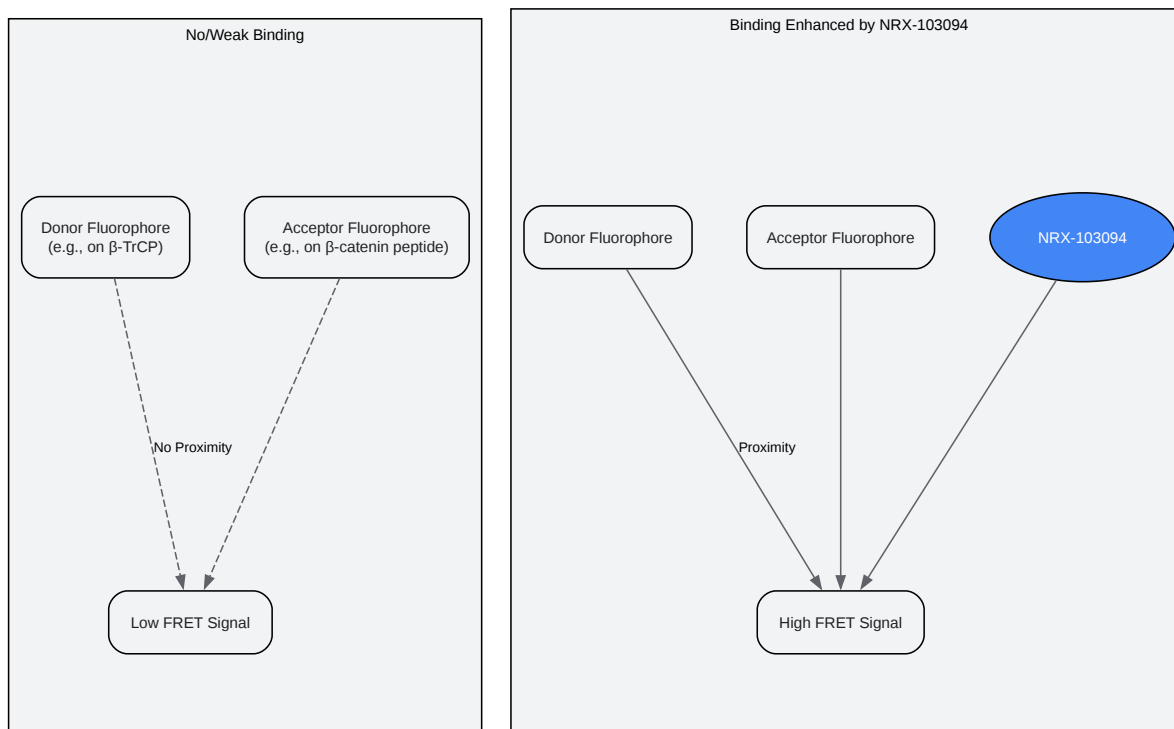 No/Weak Binding
Donor Fluorophore
(e.g., on β-TrCP)
Acceptor Fluorophore
(e.g., on β-catenin peptide)
No Proximity
Low FRET Signal
Binding Enhanced by NRX-103094
Donor Fluorophore
Acceptor Fluorophore
NRX-103094
Proximity
High FRET Signal